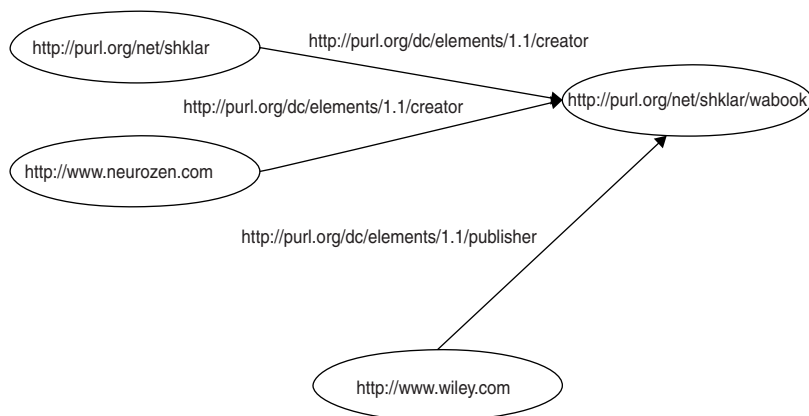 http://purl.org/net/shklar
http://purl.org/dc/elements/1.1/creator
http://purl.org/net/shklar/wabook
http://purl.org/dc/elements/1.1/creator
http://www.neurozen.com
http://purl.org/dc/elements/1.1/publisher
http://www.wiley.com